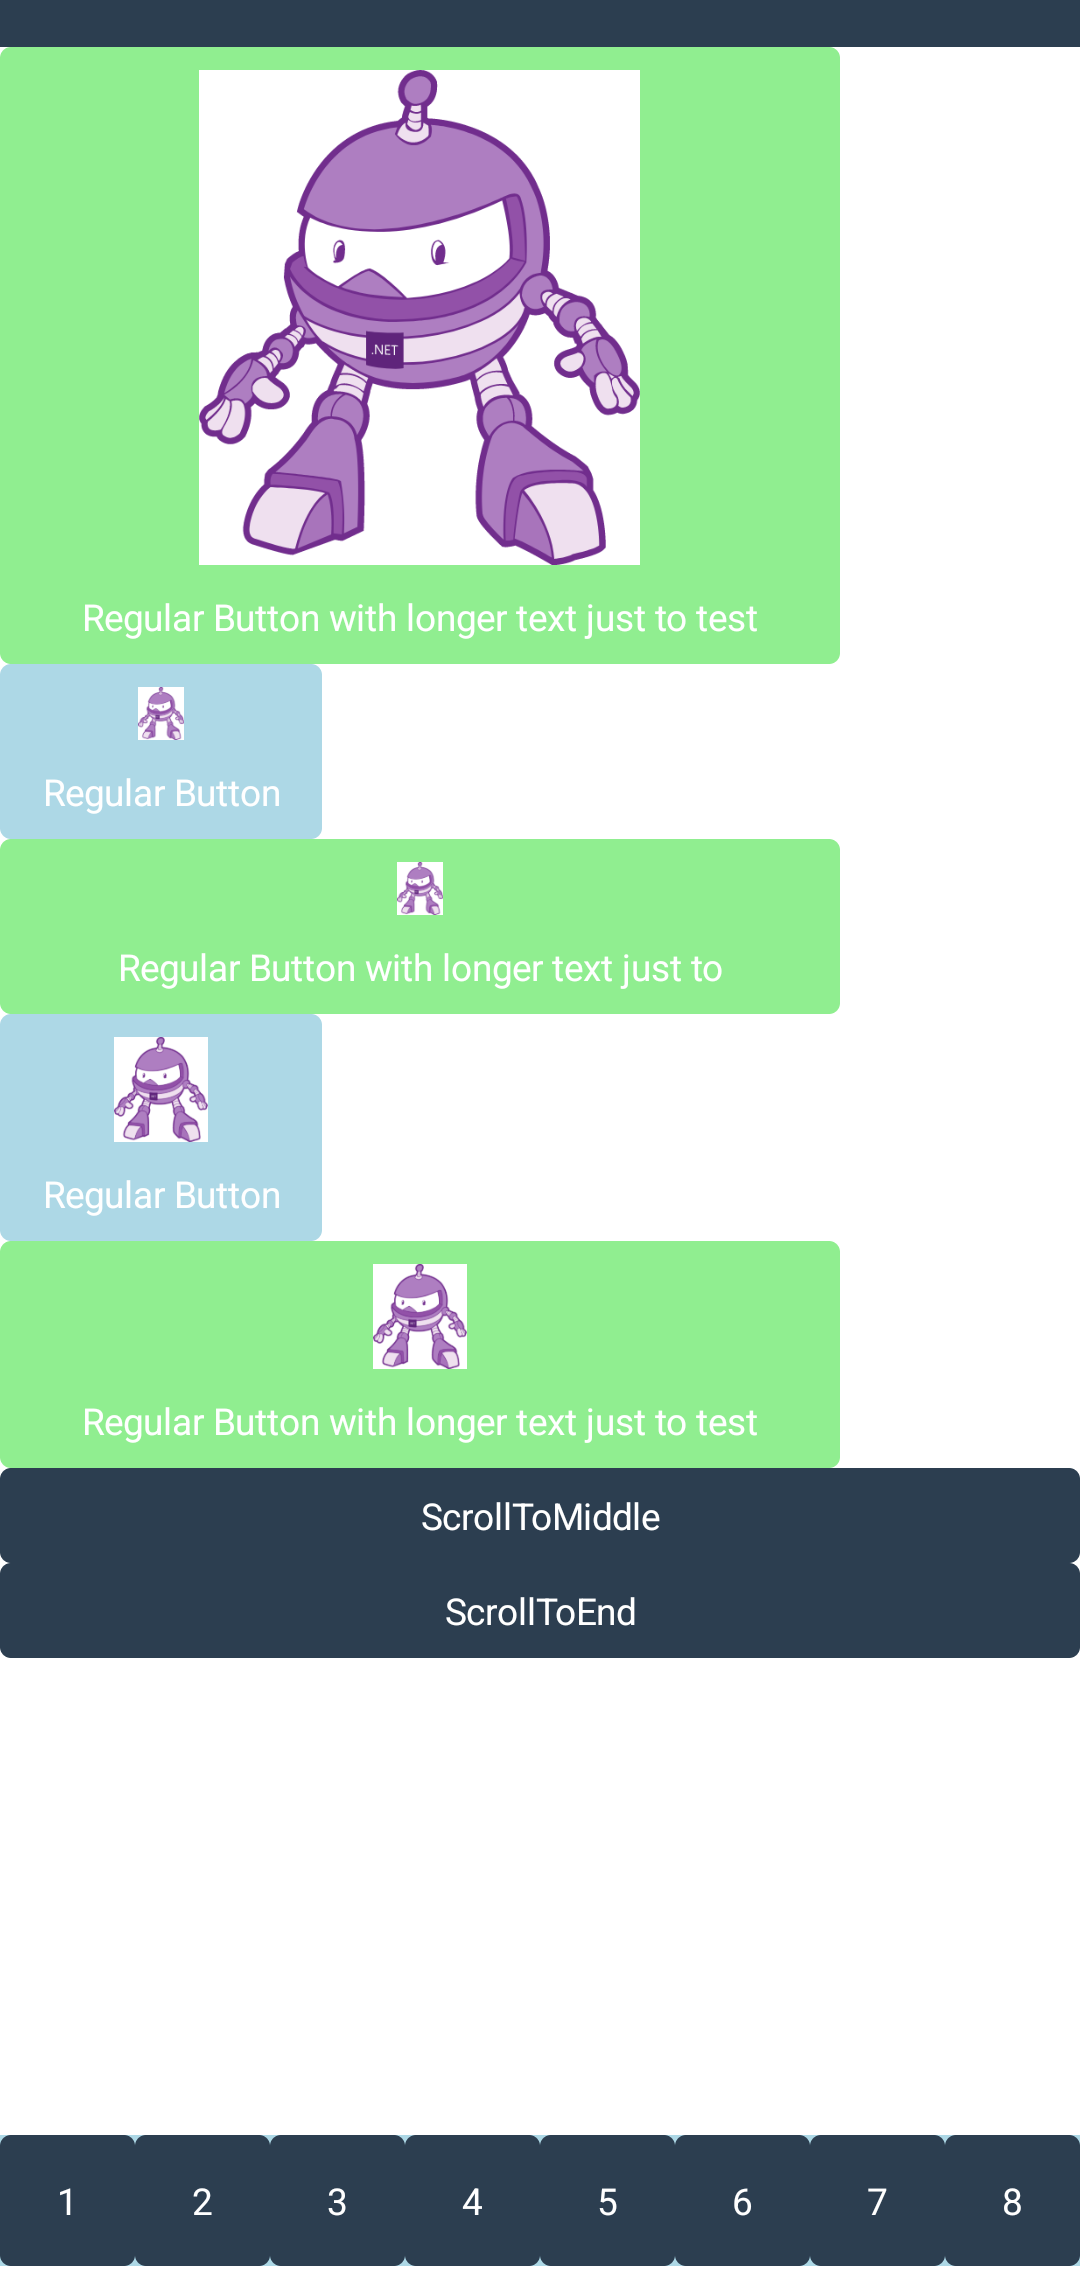 .NET
Regular Button with longer text just to test
Regular Button
Regular Button with longer text just to
Regular Button
Regular Button with longer text just to test
ScrollToMiddle
ScrollToEnd
1 2 3 4 5 6 7 8